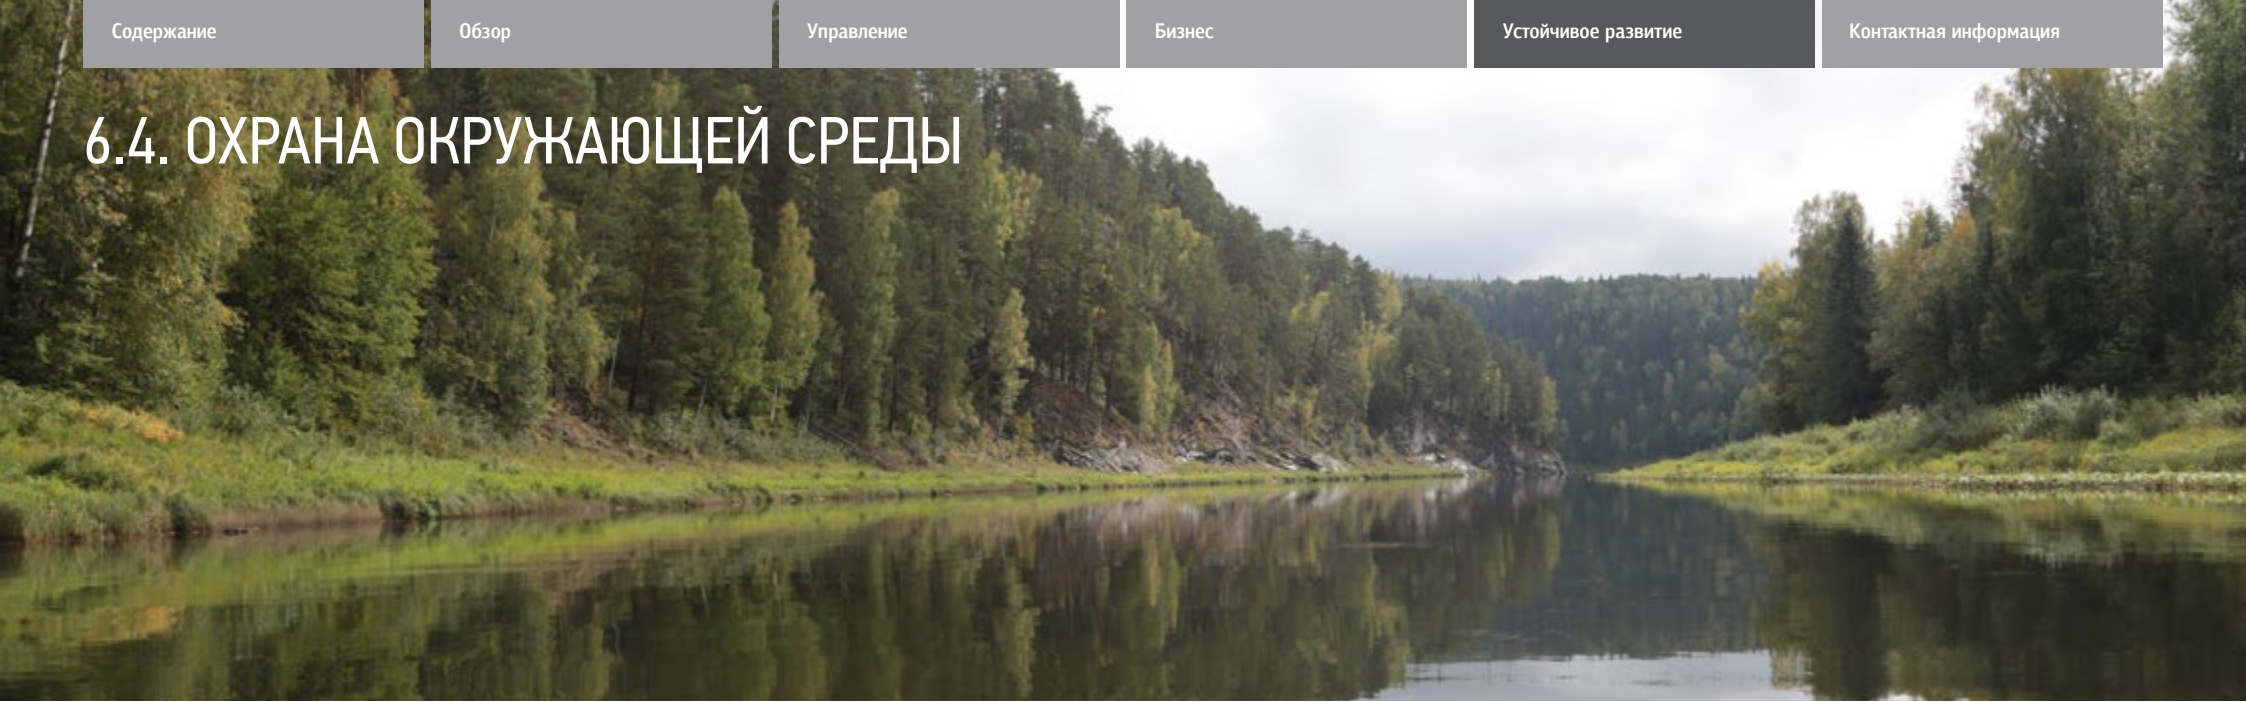 Содержание
Обзор
Управление
Бизнес
Устойчивое развитие
Контактная информация
6.4. ОХРАНА ОКРУЖАЮЩЕЙ СРЕДЫ